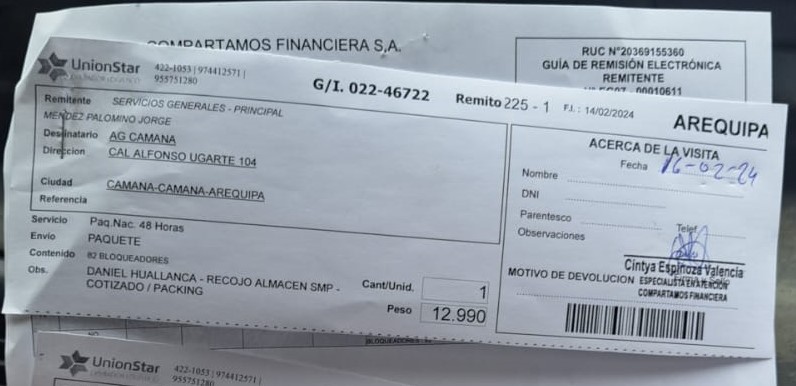 COMPARTAMOS FINANCIERA S.A.
RUC N°20369155360
GUÍA DE REMISIÓN ELECTRÓNICA
REMITENTE
00010611
UnionStar
422-1053 | 974412571 |
955751280
G/I. 022-46722
Remito 225 - 1
F.I.: 14/02/2024
AREQUIPA
Remitente SERVICIOS GENERALES - PRINCIPAL
MENDEZ PALOMINO JORGE
Destinatario AG CAMANA
Direccion CAL ALFONSO UGARTE 104
Ciudad CAMANA-CAMANA-AREQUIPA
Referencia
Servicio Paq.Nac. 48 Horas
Envío PAQUETE
Contenido 82 BLOQUEADORES
Obs. DANIEL HUALLANCA - RECOJO ALMACEN SMP -
COTIZADO / PACKING
Cant/Unid. 1
Peso 12.990
ACERCA DE LA VISITA
Fecha 16-02-24
Nombre
DNI
Parentesco
Telef.
Observaciones
Cintya Espinoza Valencia
MOTIVO DE DEVOLUCION ESPECIALISTA EN ATENCIÓN
COMPARTAMOS FINANCIERA
BLOQUEADORES
UnionStar
422-1053 | 974412571 |
955751280